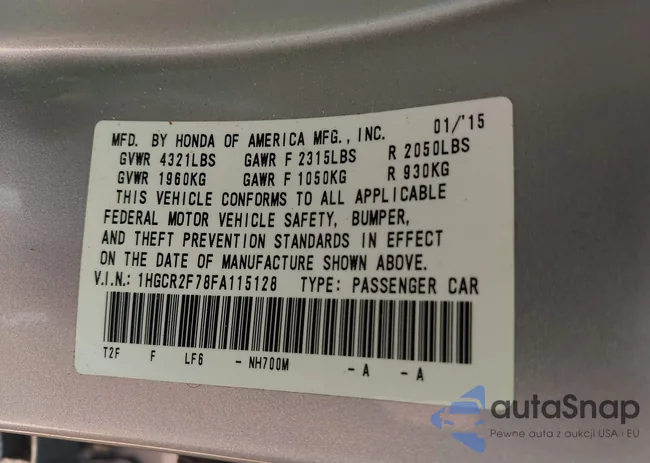 MFD. BY HONDA OF AMERICA MFG., INC. 01/'15
GVWR 4321LBS GAWR F 2315LBS R 2050LBS
GVWR 1960KG GAWR F 1050KG R 930KG
THIS VEHICLE CONFORMS TO ALL APPLICABLE
FEDERAL MOTOR VEHICLE SAFETY, BUMPER,
AND THEFT PREVENTION STANDARDS IN EFFECT
ON THE DATE OF MANUFACTURE SHOWN ABOVE.
V.I.N.: 1HGCR2F78FA115128 TYPE: PASSENGER CAR
T2F F LF6 - NH700M - A - A
autaSnap
Pewne auta z aukcji USA i EU